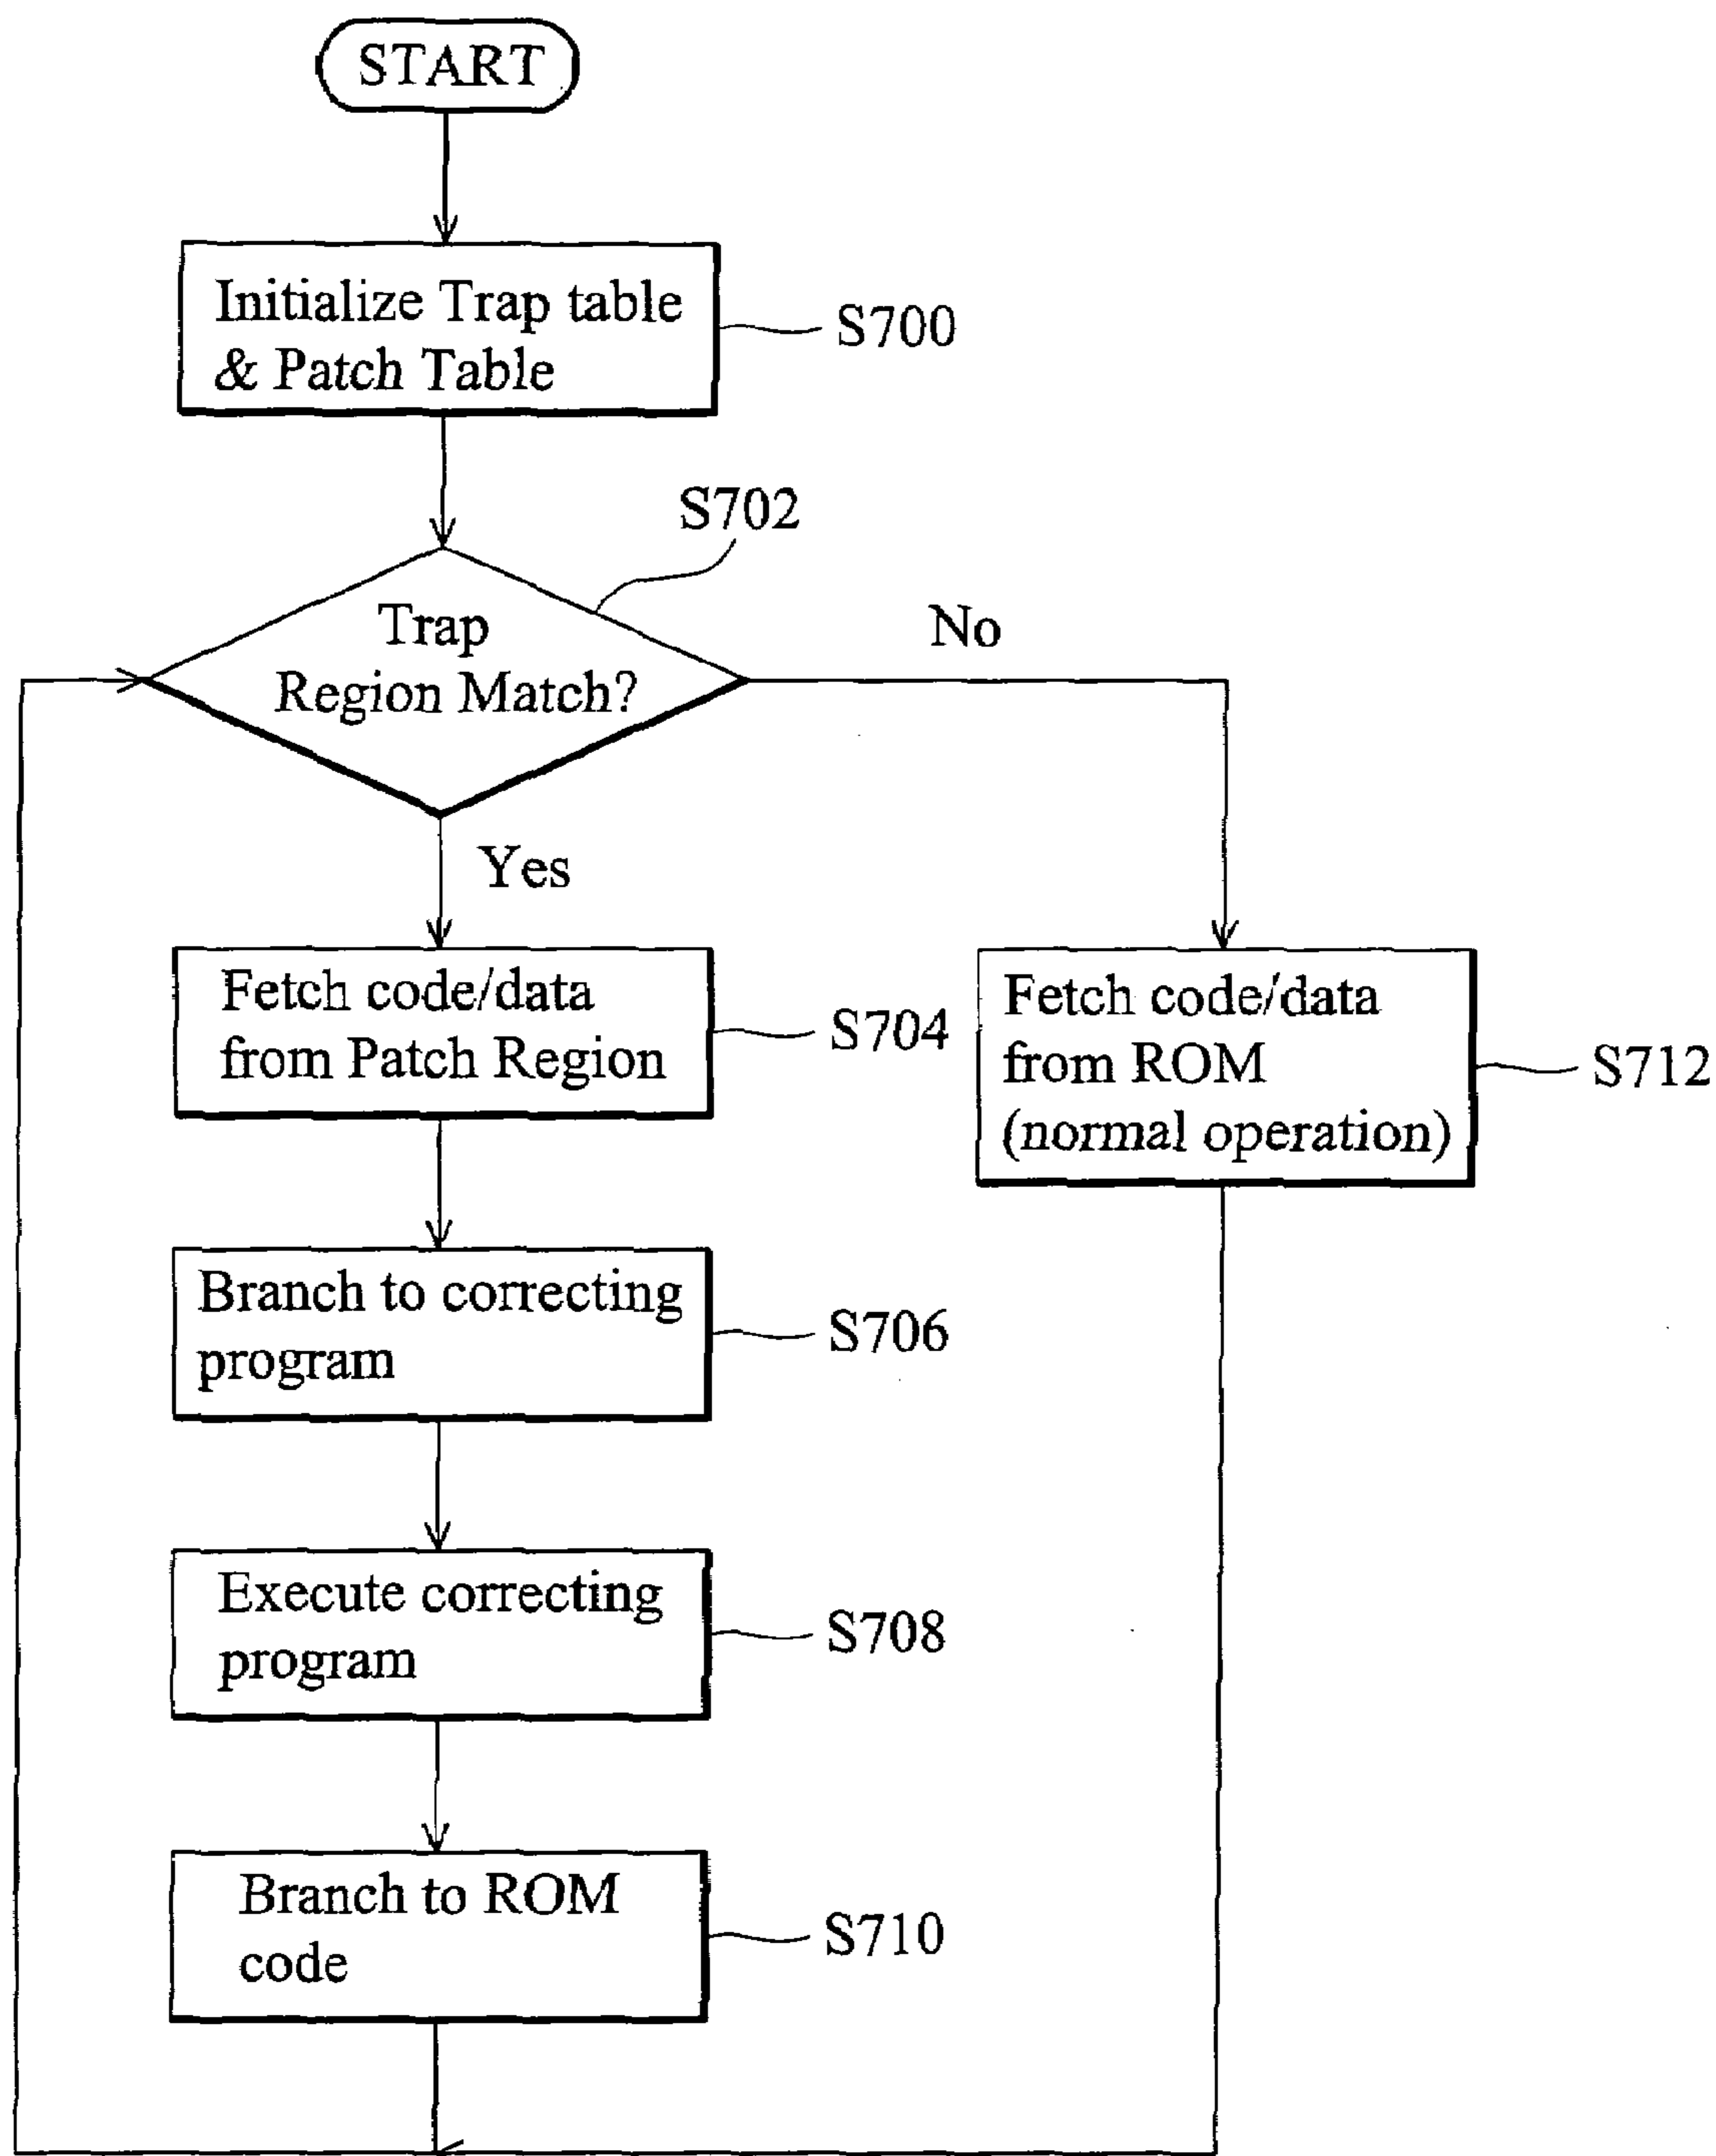 START
Initialize Trap table
& Patch Table
S700
S702
Trap
Region Match?
No
Yes
Fetch code/data
from Patch Region
S704
Fetch code/data
from ROM
(normal operation)
S712
Branch to correcting
program
S706
Execute correcting
program
S708
Branch to ROM
code
S710